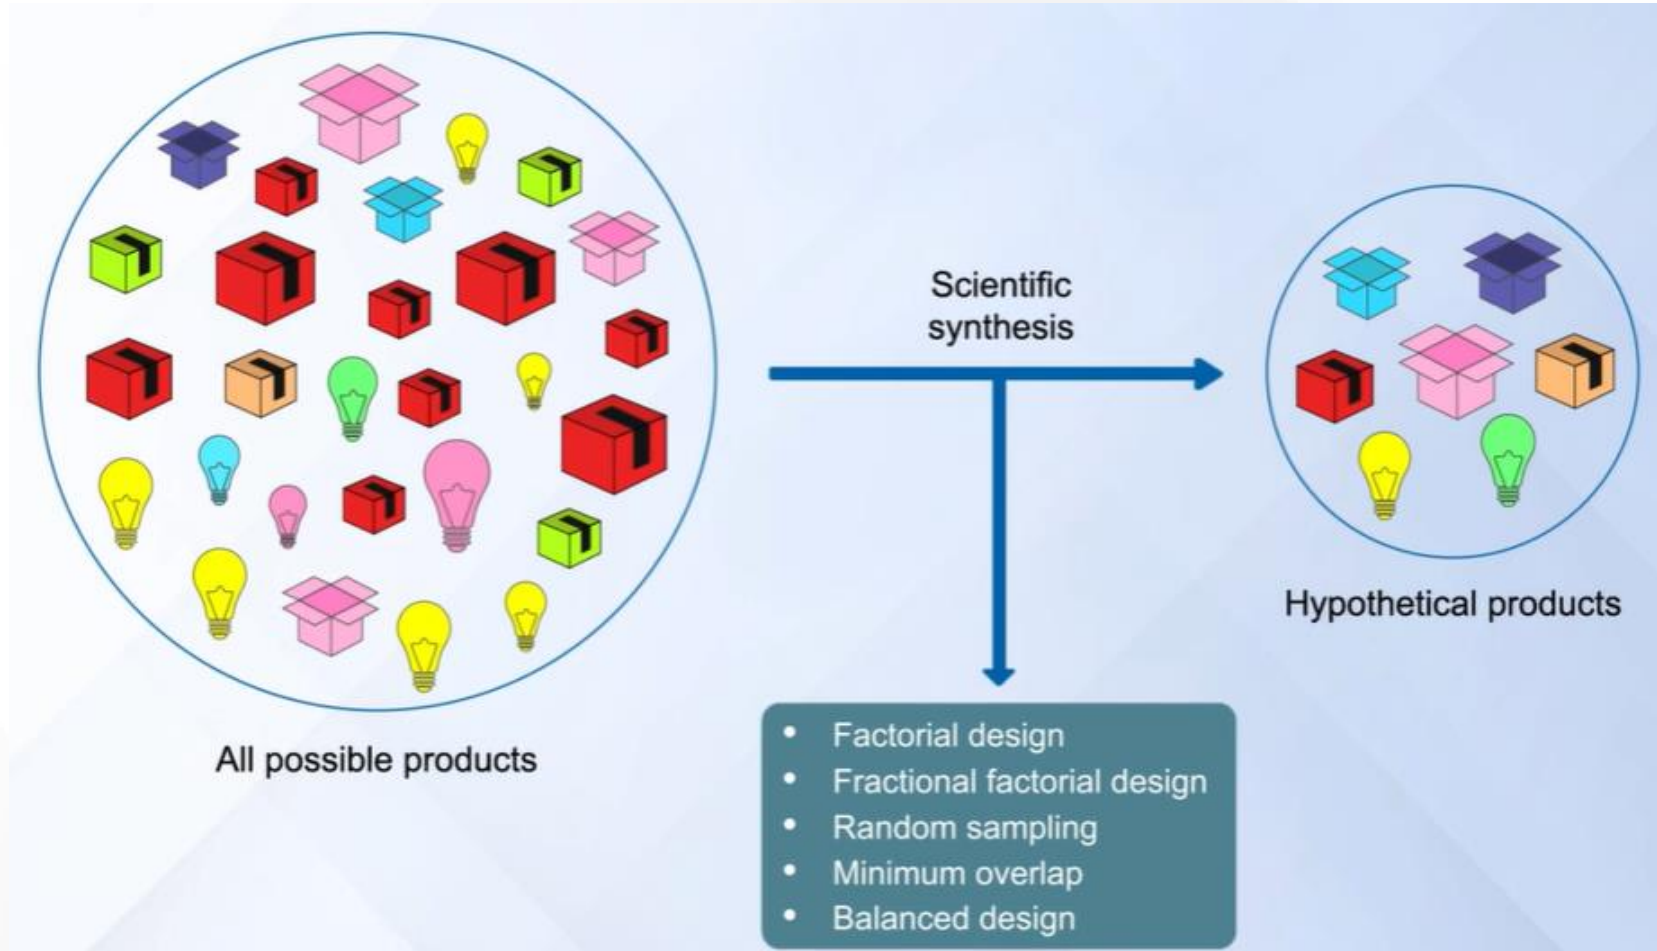 Scientific
synthesis
Hypothetical products
All possible products
• Factorial design
• Fractional factorial design
• Random sampling
• Minimum overlap
• Balanced design